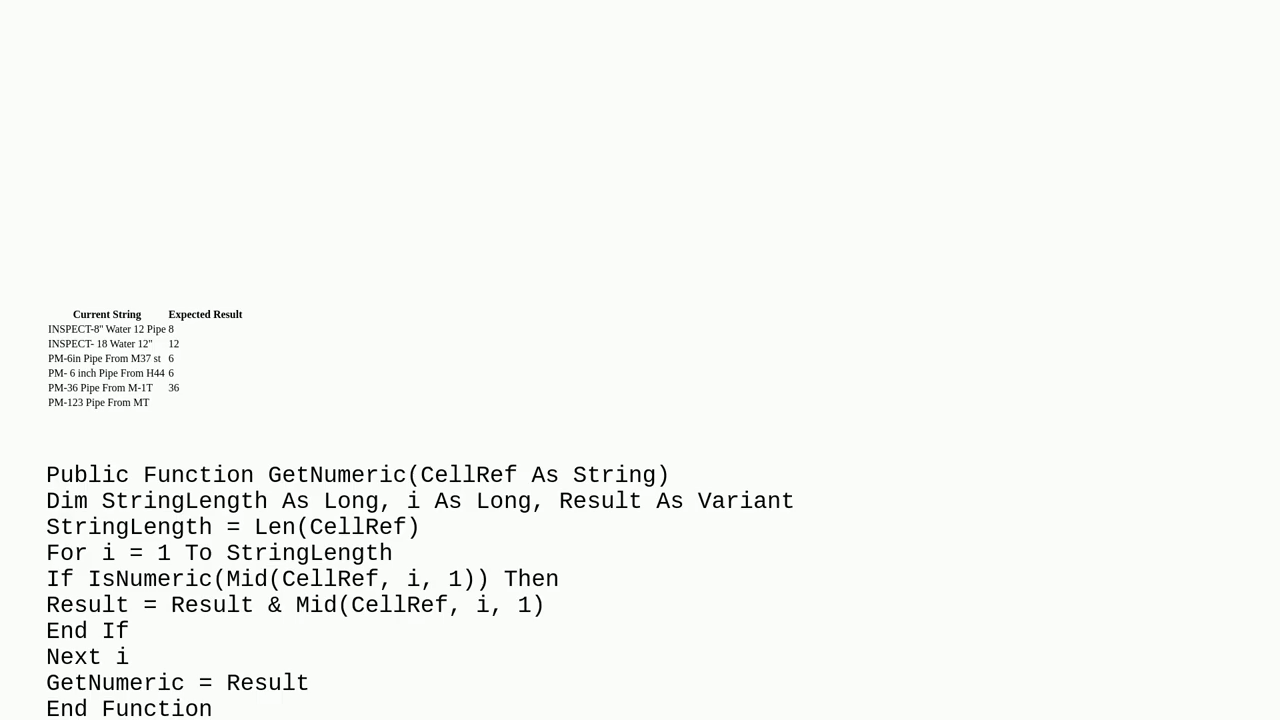 Current String Expected Result
INSPECT-8" Water 12 Pipe 8
INSPECT- 18 Water 12" 12
PM-6in Pipe From M37 st 6
PM- 6 inch Pipe From H44 6
PM-36 Pipe From M-1T 36
PM-123 Pipe From MT
Public Function GetNumeric(CellRef As String)
Dim StringLength As Long, i As Long, Result As Variant
StringLength = Len(CellRef)
For i = 1 To StringLength
If IsNumeric(Mid(CellRef, i, 1)) Then
Result = Result & Mid(CellRef, i, 1)
End If
Next i
GetNumeric = Result
End Function